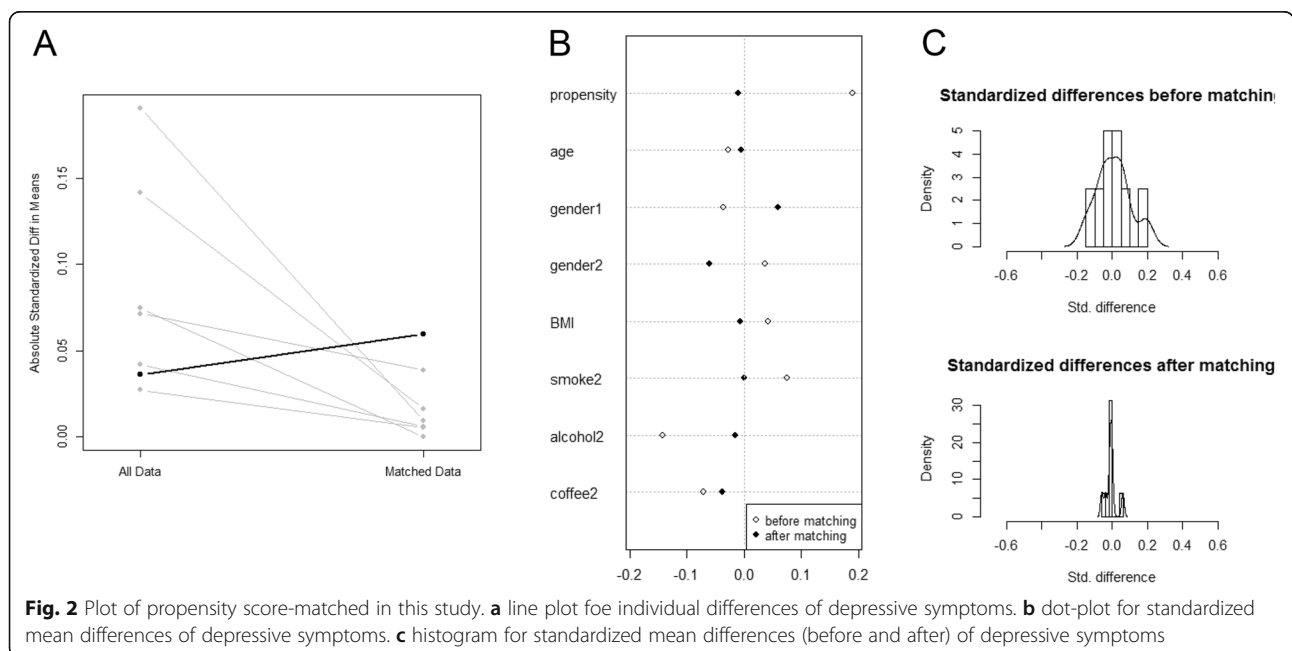 A
Absolute Standardized Diff in Means
0.15
0.10
0.05
0.00
All Data
Matched Data
B
propensity
age
gender1
gender2
BMI
smoke2
alcohol2
coffee2
before matching
after matching
-0.2
-0.1
0.0
0.1
0.2
C
Standardized differences before matching
Density
5
4
3
2
1
0
-0.6
-0.2
0.0
0.2
0.4
0.6
Std. difference
Standardized differences after matching
Density
30
20
10
5
0
-0.6
-0.2
0.0
0.2
0.4
0.6
Std. difference
Fig. 2 Plot of propensity score-matched in this study. a line plot foe individual differences of depressive symptoms. b dot-plot for standardized
mean differences of depressive symptoms. c histogram for standardized mean differences (before and after) of depressive symptoms